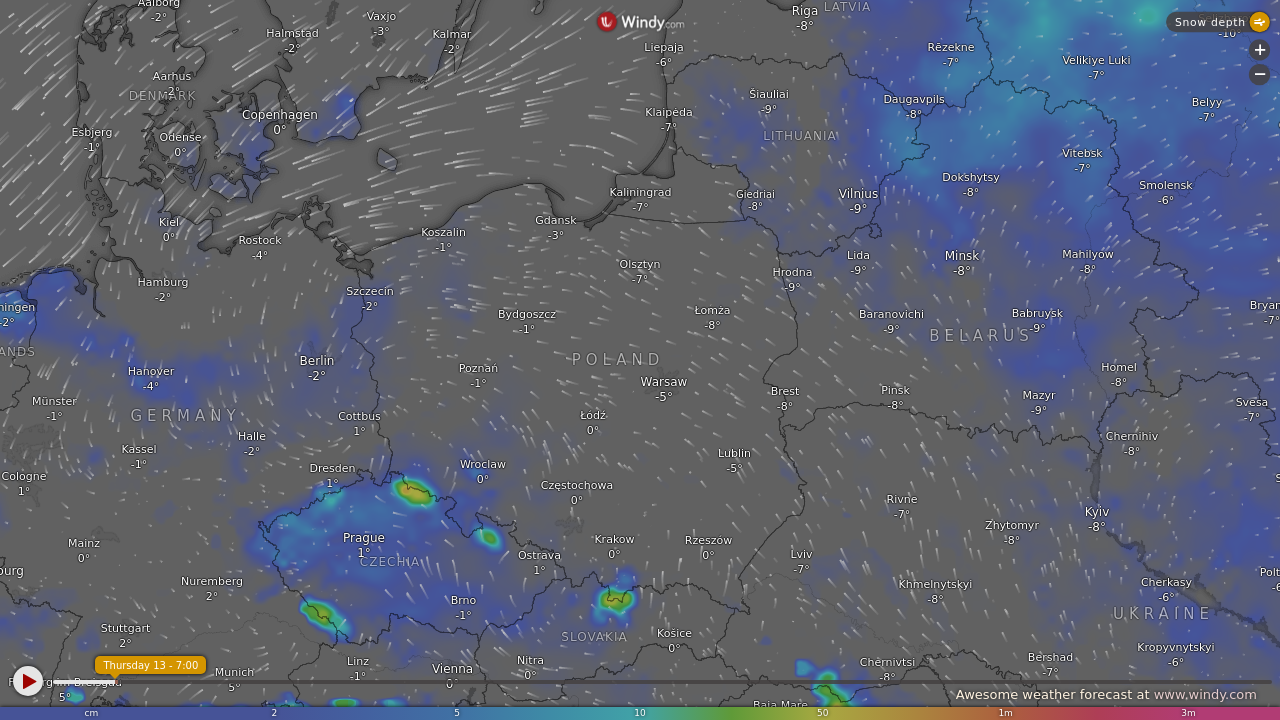 Aalborg
-2°
Vaxjo
-3°
Halmstad
-2°
Kalmar
-2°
Windy.com
Liepaja
-6°
Riga
-8°
LATVIA
Snow depth
-10°
+
−
Rēzekne
-7°
Velikiye Luki
-7°
Aarhus
2°
DENMARK
Copenhagen
0°
Esbjerg
-1°
Odense
0°
Klaipėda
-7°
Šiauliai
-9°
LITHUANIA
Daugavpils
-8°
Belyy
-7°
Vitebsk
-7°
Dokshytsy
-8°
Smolensk
-6°
Kaliningrad
-7°
Giedriai
-8°
Vilnius
-9°
Kiel
0°
Rostock
-4°
Koszalin
-1°
Gdansk
-3°
Olsztyn
-7°
Hrodna
-9°
Lida
-9°
Minsk
-8°
Mahilyow
-8°
Hamburg
-2°
Szczecin
-2°
Bydgoszcz
-1°
Łomża
-8°
Baranovichi
-9°
Babruysk
-9°
BELARUS
Bryan
-7°
ningen
-2°
ANDS
Hanover
-4°
Berlin
-2°
Poznań
-1°
POLAND
Warsaw
-5°
Brest
-8°
Pinsk
-8°
Homel
-8°
Mazyr
-9°
Svesa
-7°
Münster
-1°
GERMANY
Cottbus
1°
Łódź
0°
Halle
-2°
Kassel
-1°
Chernihiv
-8°
Lublin
-5°
Cologne
1°
Dresden
1°
Wroclaw
0°
Częstochowa
0°
S
Rivne
-7°
Zhytomyr
-8°
Kyiv
-8°
Mainz
0°
Prague
1°
CZECHIA
Ostrava
1°
Krakow
0°
Rzeszow
0°
Lviv
-7°
burg
Nuremberg
2°
Khmelnytskyi
-8°
Cherkasy
-6°
Polt
-6
UKRAINE
Brno
-1°
Stuttgart
2°
SLOVAKIA
Košice
0°
Kropyvnytskyi
-6°
Thursday 13 - 7:00
Munich
5°
Linz
-1°
Vienna
0°
Nitra
0°
Chernivtsi
-8°
Bershad
-7°
5°
Baia Mare
Awesome weather forecast at www.windy.com
cm 2 5 10 50 1m 3m